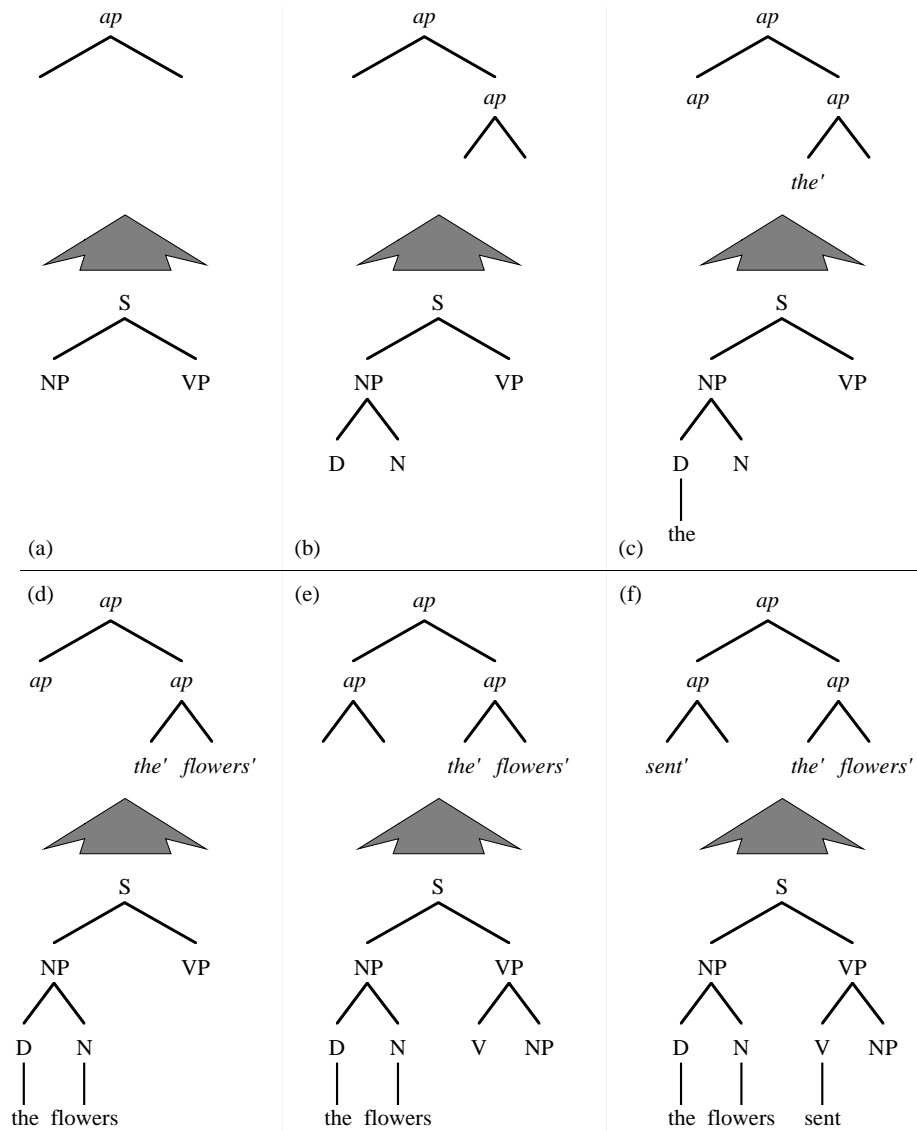 ap ap ap
ap ap ap
the'
S S S
NP VP NP VP NP VP
D N D N
the
(a) (b) (c)
(d) ap (e) ap (f) ap
ap ap ap ap ap ap
the' flowers' the' flowers' sent' the' flowers'
S S S
NP VP NP VP NP VP
D N D N V NP D N V NP
the flowers the flowers the flowers sent